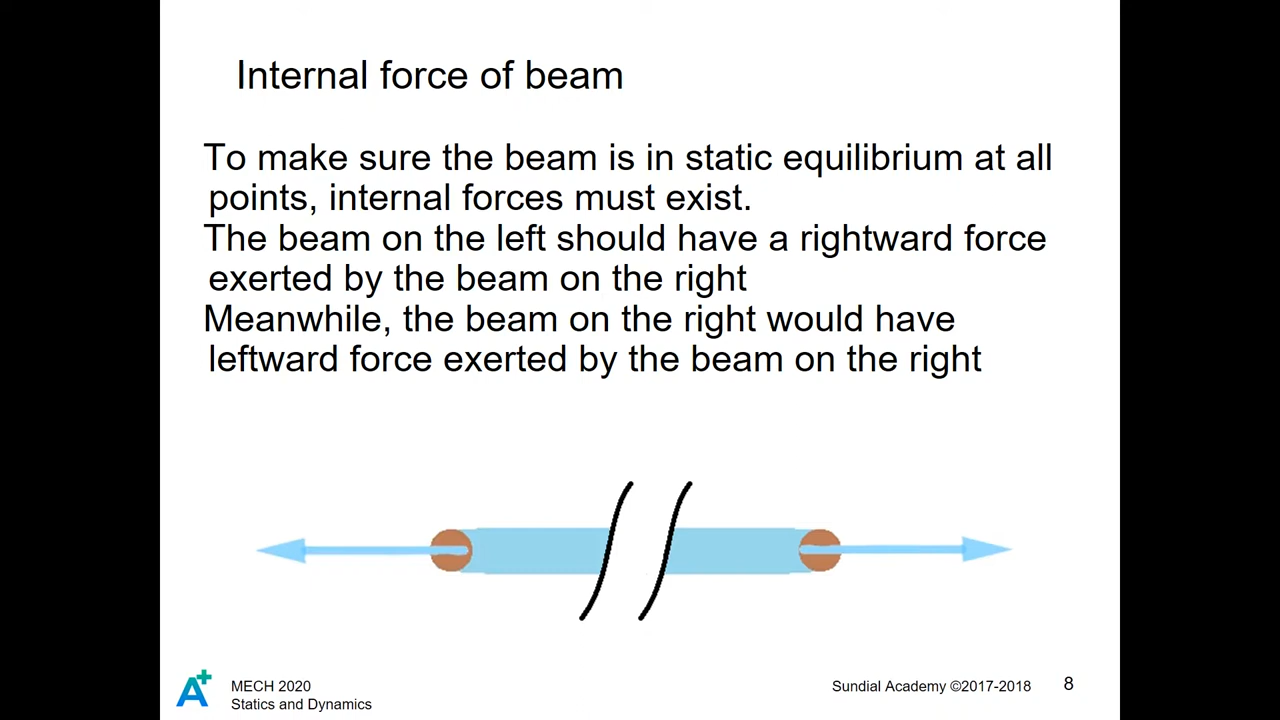 Internal force of beam
To make sure the beam is in static equilibrium at all
points, internal forces must exist.
The beam on the left should have a rightward force
exerted by the beam on the right
Meanwhile, the beam on the right would have
leftward force exerted by the beam on the right
A+
MECH 2020
Statics and Dynamics
Sundial Academy ©2017-2018
8